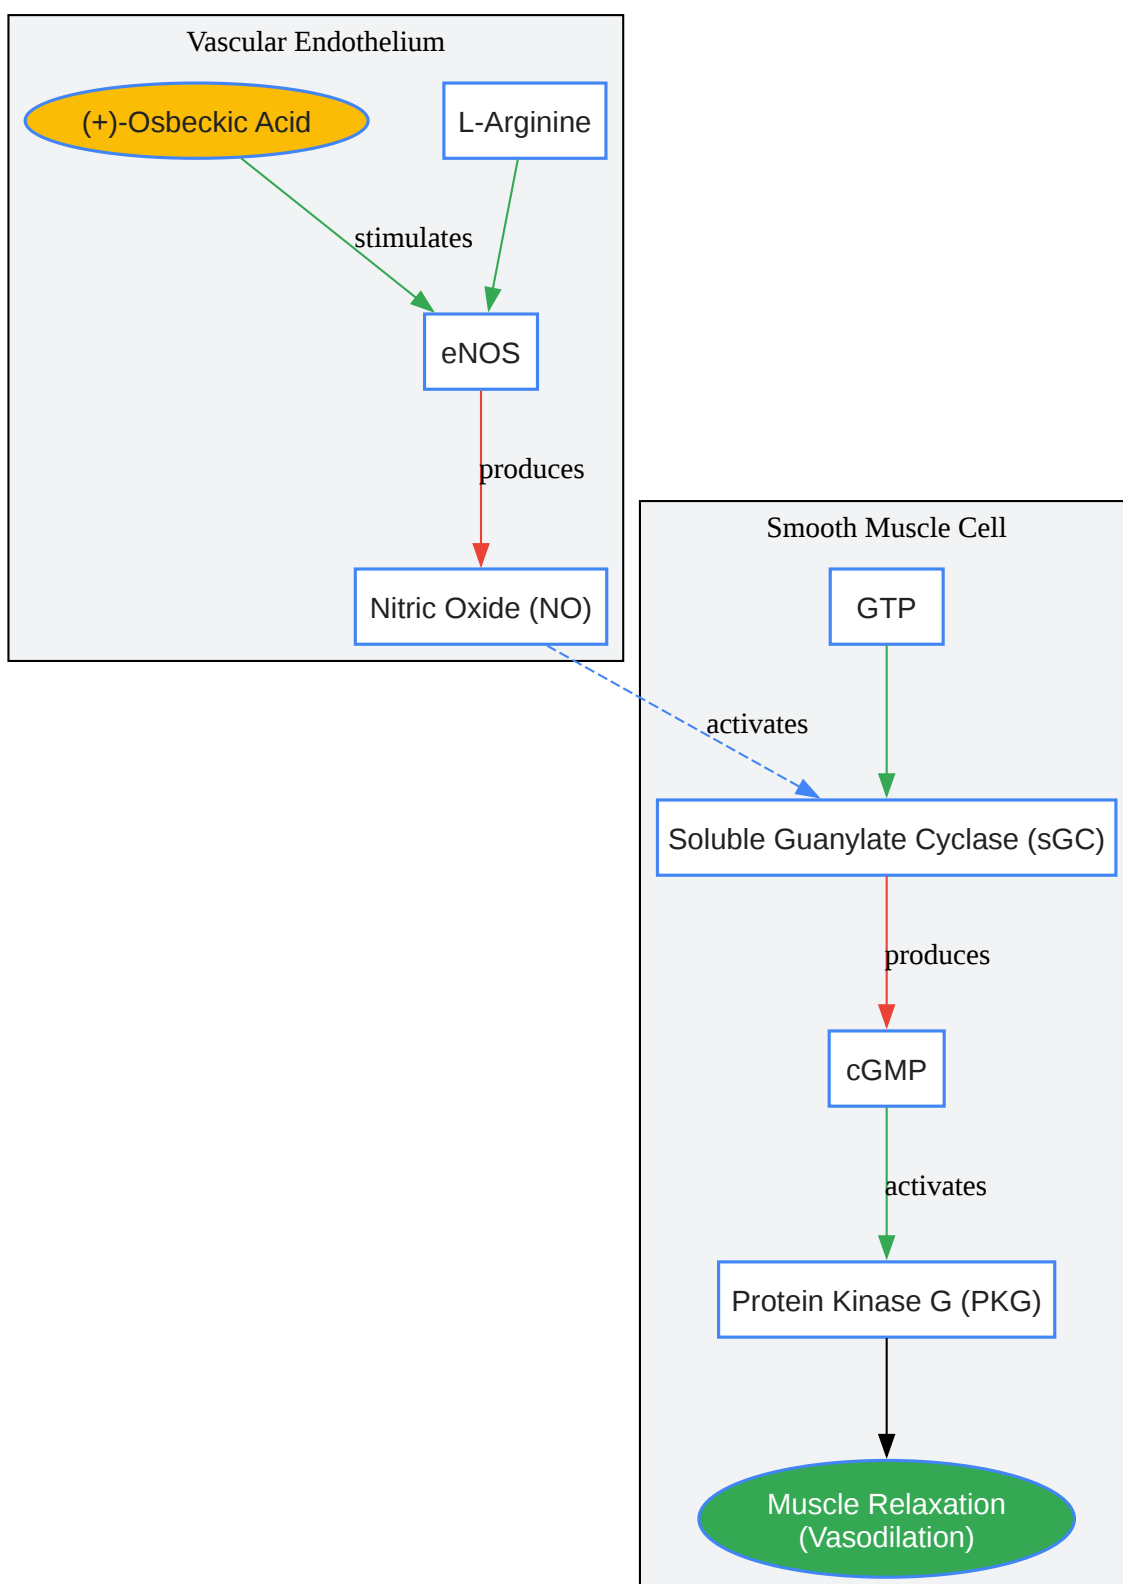 Vascular Endothelium
(+)-Osbeckic Acid
L-Arginine
stimulates
eNOS
produces
Nitric Oxide (NO)
Smooth Muscle Cell
GTP
activates
Soluble Guanylate Cyclase (sGC)
produces
cGMP
activates
Protein Kinase G (PKG)
Muscle Relaxation
(Vasodilation)